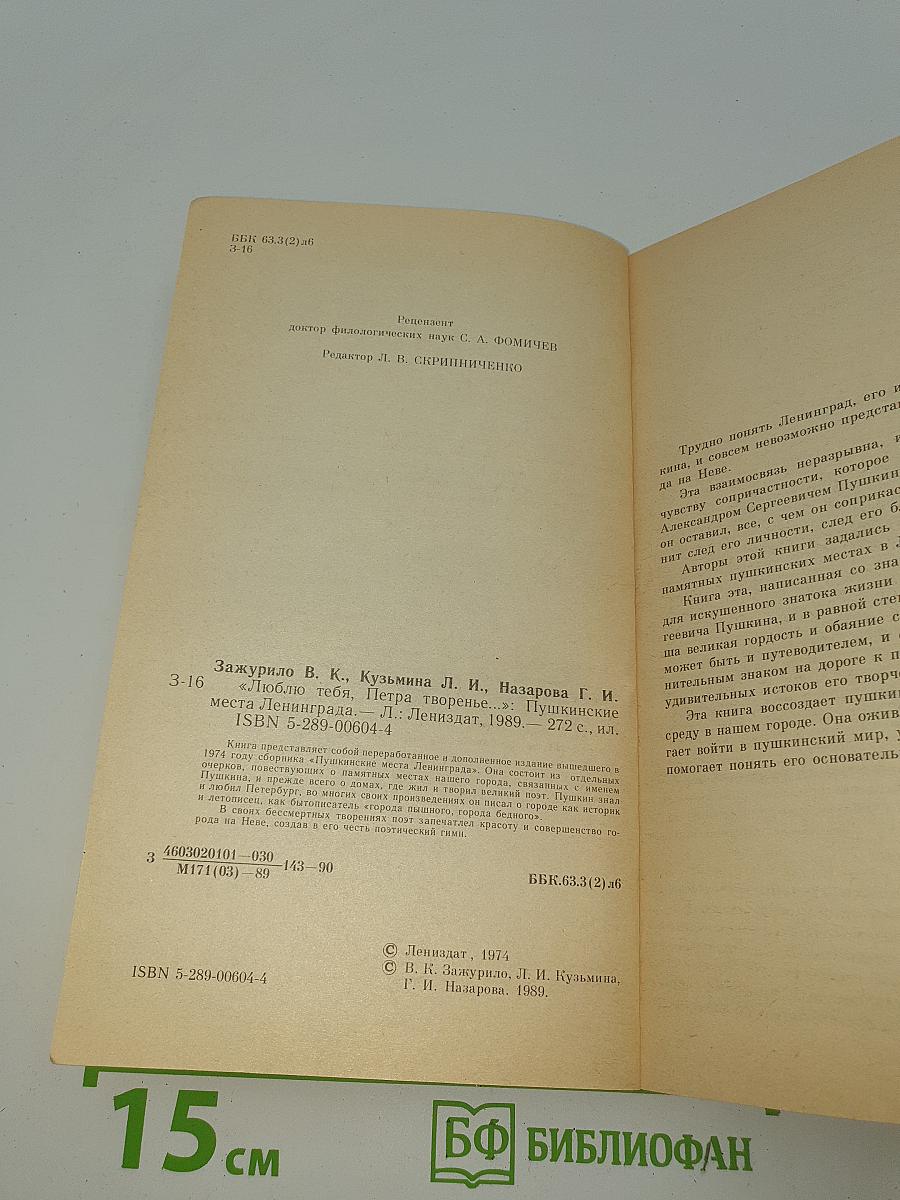 ББК 63.3(2)л6
З-16
Рецензент
доктор филологических наук С. А. ФОМИЧЕВ
Редактор Л. В. СКРИПНИЧЕНКО
Зажурило В. К., Кузьмина Л. И., Назарова Г. И.
З-16 «Люблю тебя, Петра творенье...»: Пушкинские
места Ленинграда.— Л.: Лениздат, 1989.— 272 с., ил.
ISBN 5-289-00604-4
Книга представляет собой переработанное и дополненное издание вышедшего в
1974 году сборника «Пушкинские места Ленинграда». Она состоит из отдельных
очерков, повествующих о памятных местах нашего города, связанных с именем
Пушкина, и прежде всего о домах, где жил и творил великий поэт. Пушкин знал
и любил Петербург, во многих своих произведениях он писал о городе как историк
и летописец, как бытописатель «города пышного, города бедного».
В своих бессмертных творениях поэт запечатлел красоту и совершенство го-
рода на Неве, создав в его честь поэтический гимн.
З 4603020101—030
М171(03)—89 —143—90
ББК.63.3(2)л6
ISBN 5-289-00604-4
© Лениздат, 1974
© В. К. Зажурило, Л. И. Кузьмина,
Г. И. Назарова. 1989.
Трудно понять Ленинград, его
кина, и совсем невозможно
да на Неве.
Эта взаимосвязь неразрывна,
чувству сопричастности, которое
Александром Сергеевичем
он оставил, все, с чем он
нит след его личности, след его
Авторы этой книги задались
памятных пушкинских местах в
Книга эта, написанная со
для искушенного знатока жизни
геевича Пушкина, и в равной
ша великая гордость и обаяние
может быть и путеводителем, и
нительным знаком на дороге к
удивительных истоков его
Эта книга воссоздает
среду в нашем городе. Она
гает войти в пушкинский мир,
помогает понять его
15 см
БФ БИБЛИОФАН